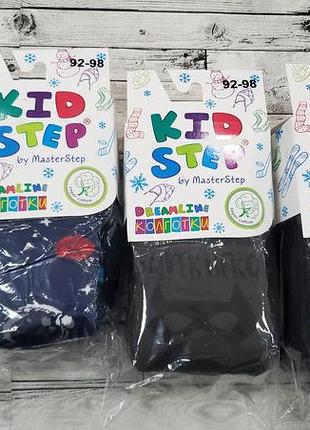 92-98
KID
STEP
by MasterStep
DREAMLINE
КОЛГОТКИ
92-98
KID
STEP®
by MasterStep
DREAMLINE
КОЛГОТКИ